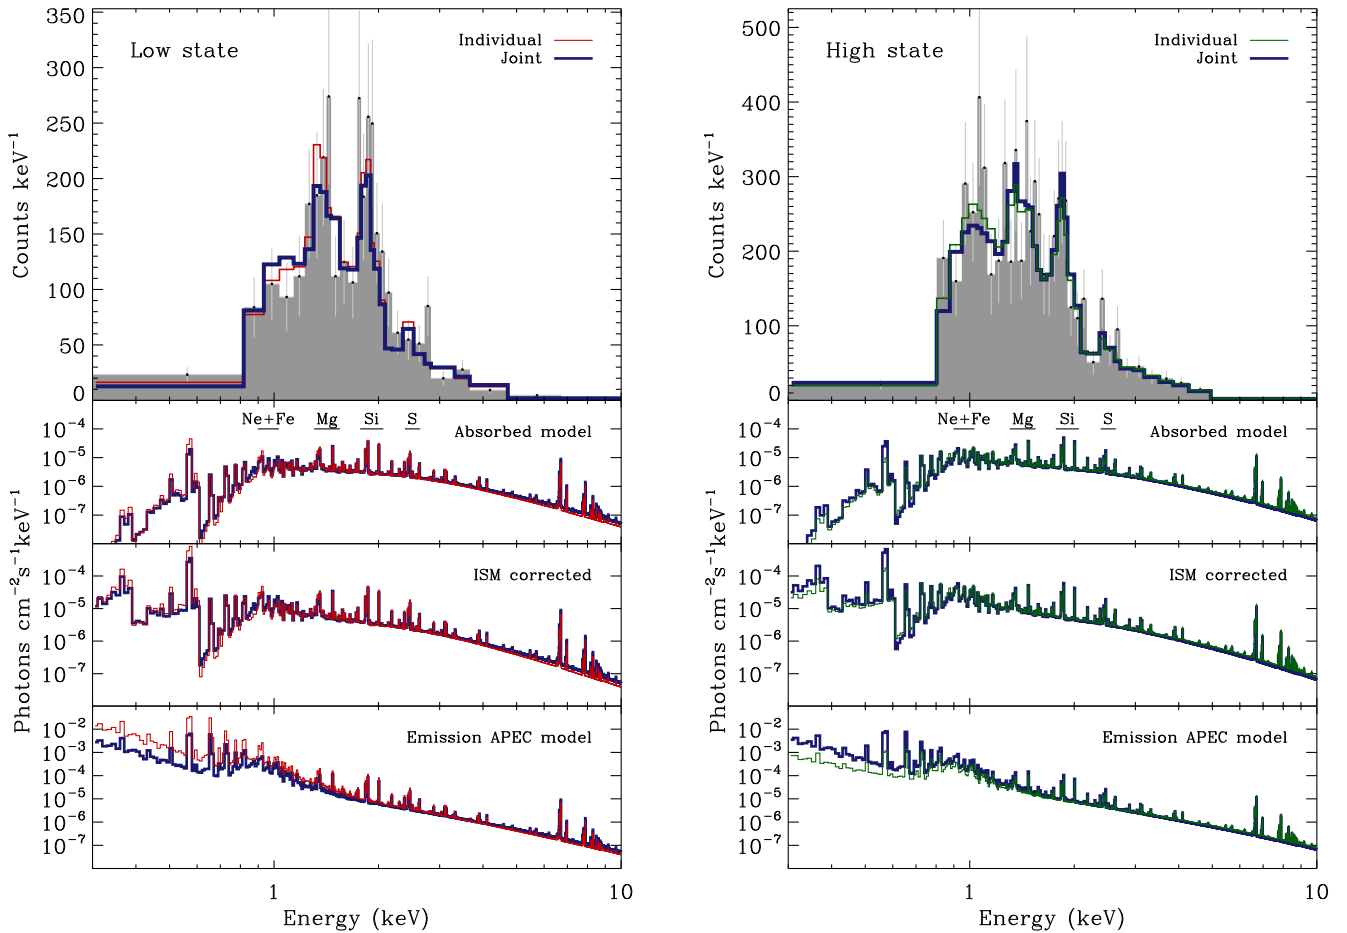 Low state
Individual
Joint
Counts keV⁻¹
350
300
250
200
150
100
50
0
Ne+Fe Mg Si S
Absorbed model
10⁻⁴
10⁻⁵
10⁻⁶
10⁻⁷
ISM corrected
10⁻⁴
10⁻⁵
10⁻⁶
10⁻⁷
Photons cm⁻²s⁻¹keV⁻¹
Emission APEC model
10⁻²
10⁻³
10⁻⁴
10⁻⁵
10⁻⁶
10⁻⁷
1 10
Energy (keV)
High state
Individual
Joint
Counts keV⁻¹
500
400
300
200
100
0
Ne+Fe Mg Si S
Absorbed model
10⁻⁴
10⁻⁵
10⁻⁶
10⁻⁷
ISM corrected
10⁻⁴
10⁻⁵
10⁻⁶
10⁻⁷
Photons cm⁻²s⁻¹keV⁻¹
Emission APEC model
10⁻²
10⁻³
10⁻⁴
10⁻⁵
10⁻⁶
10⁻⁷
1 10
Energy (keV)